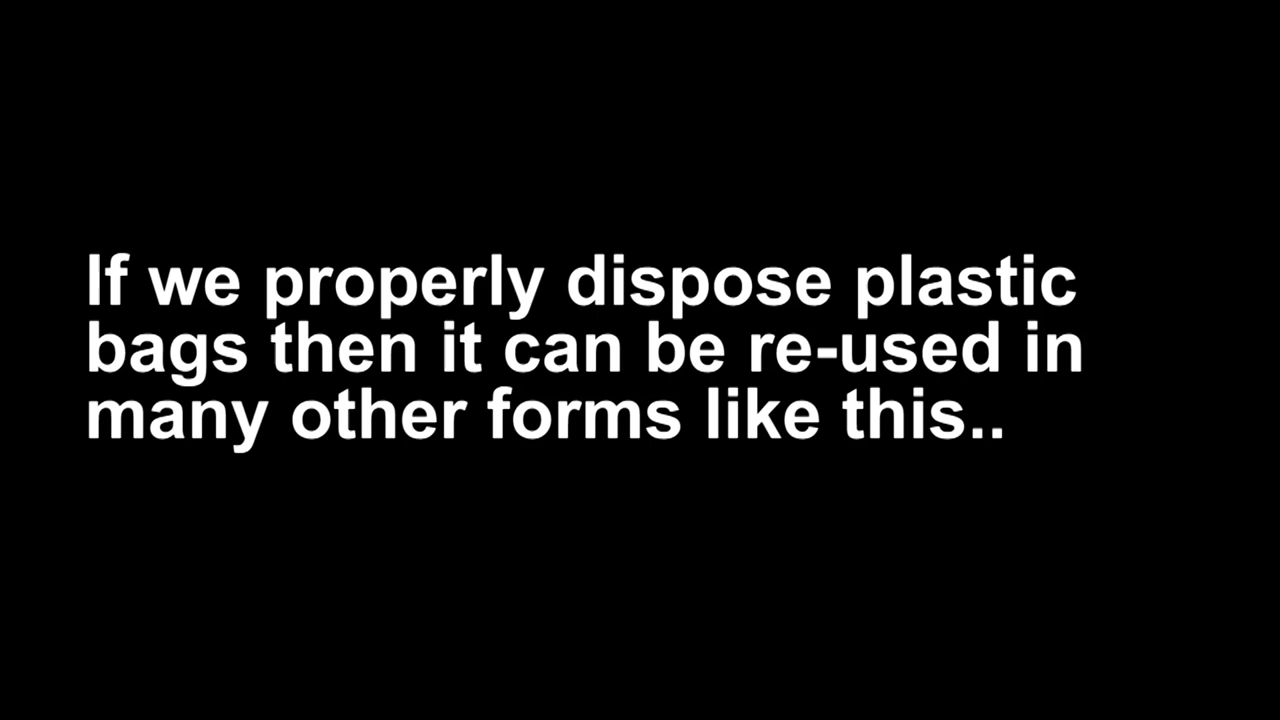 If we properly dispose plastic
bags then it can be re-used in
many other forms like this..